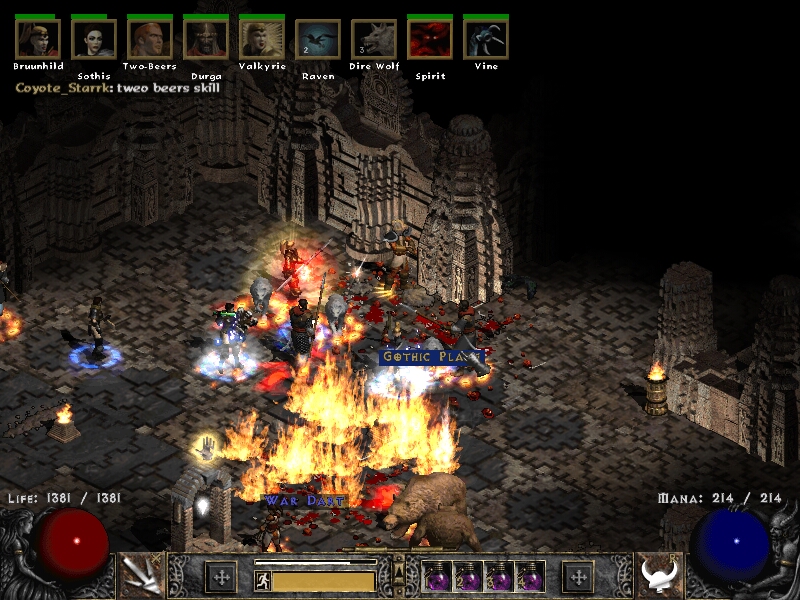 Bruunhild Sothis Two-Beers Durga Valkyrie 2 Raven 3 Dire Wolf Spirit Vine
Coyote_Starrk: tweo beers skill
Gothic Plate
War Dart
Life: 1381 / 1381
Mana: 214 / 214